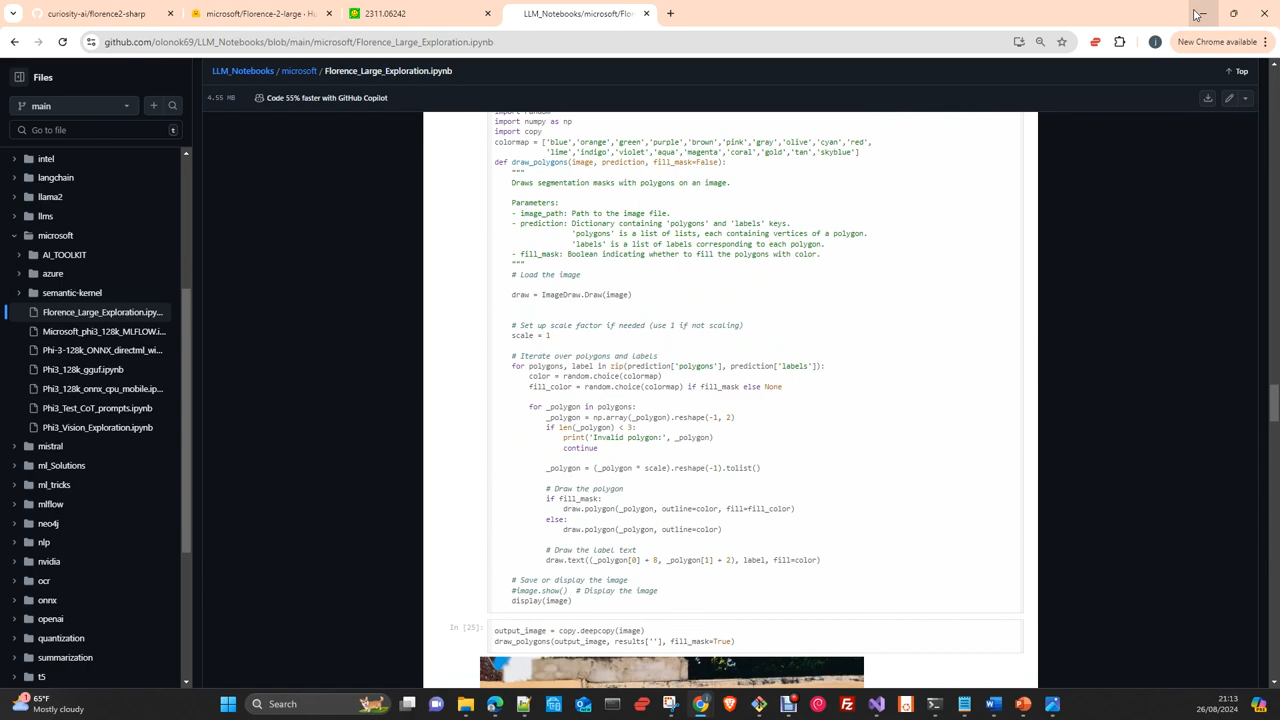 curiosity-ai/florence2-sharp
microsoft/Florence-2-large · Hu
2311.06242
LLM_Notebooks/microsoft/Flor
github.com/olonok69/LLM_Notebooks/blob/main/microsoft/Florence_Large_Exploration.ipynb
New Chrome available
Files
LLM_Notebooks / microsoft / Florence_Large_Exploration.ipynb
Top
main
4.55 MB
Code 55% faster with GitHub Copilot
Go to file
t
intel
langchain
llama2
llms
microsoft
AI_TOOLKIT
azure
semantic-kernel
Florence_Large_Exploration.ipy...
Microsoft_phi3_128k_MLFLOW.i...
Phi-3-128k_ONNX_directml_wi...
Phi3_128k_gguf.ipynb
Phi3_128k_onnx_cpu_mobile.ip...
Phi3_Test_CoT_prompts.ipynb
Phi3_Vision_Exploration.ipynb
mistral
ml_Solutions
ml_tricks
mlflow
neo4j
nlp
nvidia
ocr
onnx
openai
quantization
summarization
t5
import random
import numpy as np
import copy
colormap = ['blue','orange','green','purple','brown','pink','gray','olive','cyan','red',
'lime','indigo','violet','aqua','magenta','coral','gold','tan','skyblue']
def draw_polygons(image, prediction, fill_mask=False):
"""
Draws segmentation masks with polygons on an image.
Parameters:
- image_path: Path to the image file.
- prediction: Dictionary containing 'polygons' and 'labels' keys.
'polygons' is a list of lists, each containing vertices of a polygon.
'labels' is a list of labels corresponding to each polygon.
- fill_mask: Boolean indicating whether to fill the polygons with color.
"""
# Load the image
draw = ImageDraw.Draw(image)
# Set up scale factor if needed (use 1 if not scaling)
scale = 1
# Iterate over polygons and labels
for polygons, label in zip(prediction['polygons'], prediction['labels']):
color = random.choice(colormap)
fill_color = random.choice(colormap) if fill_mask else None
for _polygon in polygons:
_polygon = np.array(_polygon).reshape(-1, 2)
if len(_polygon) < 3:
print('Invalid polygon:', _polygon)
continue
_polygon = (_polygon * scale).reshape(-1).tolist()
# Draw the polygon
if fill_mask:
draw.polygon(_polygon, outline=color, fill=fill_color)
else:
draw.polygon(_polygon, outline=color)
# Draw the label text
draw.text((_polygon[0] + 8, _polygon[1] + 2), label, fill=color)
# Save or display the image
#image.show() # Display the image
display(image)
In [25]:
output_image = copy.deepcopy(image)
draw_polygons(output_image, results['<REFERRING_EXPRESSION_SEGMENTATION>'], fill_mask=True)
65°F
Mostly cloudy
Search
21:13
26/08/2024